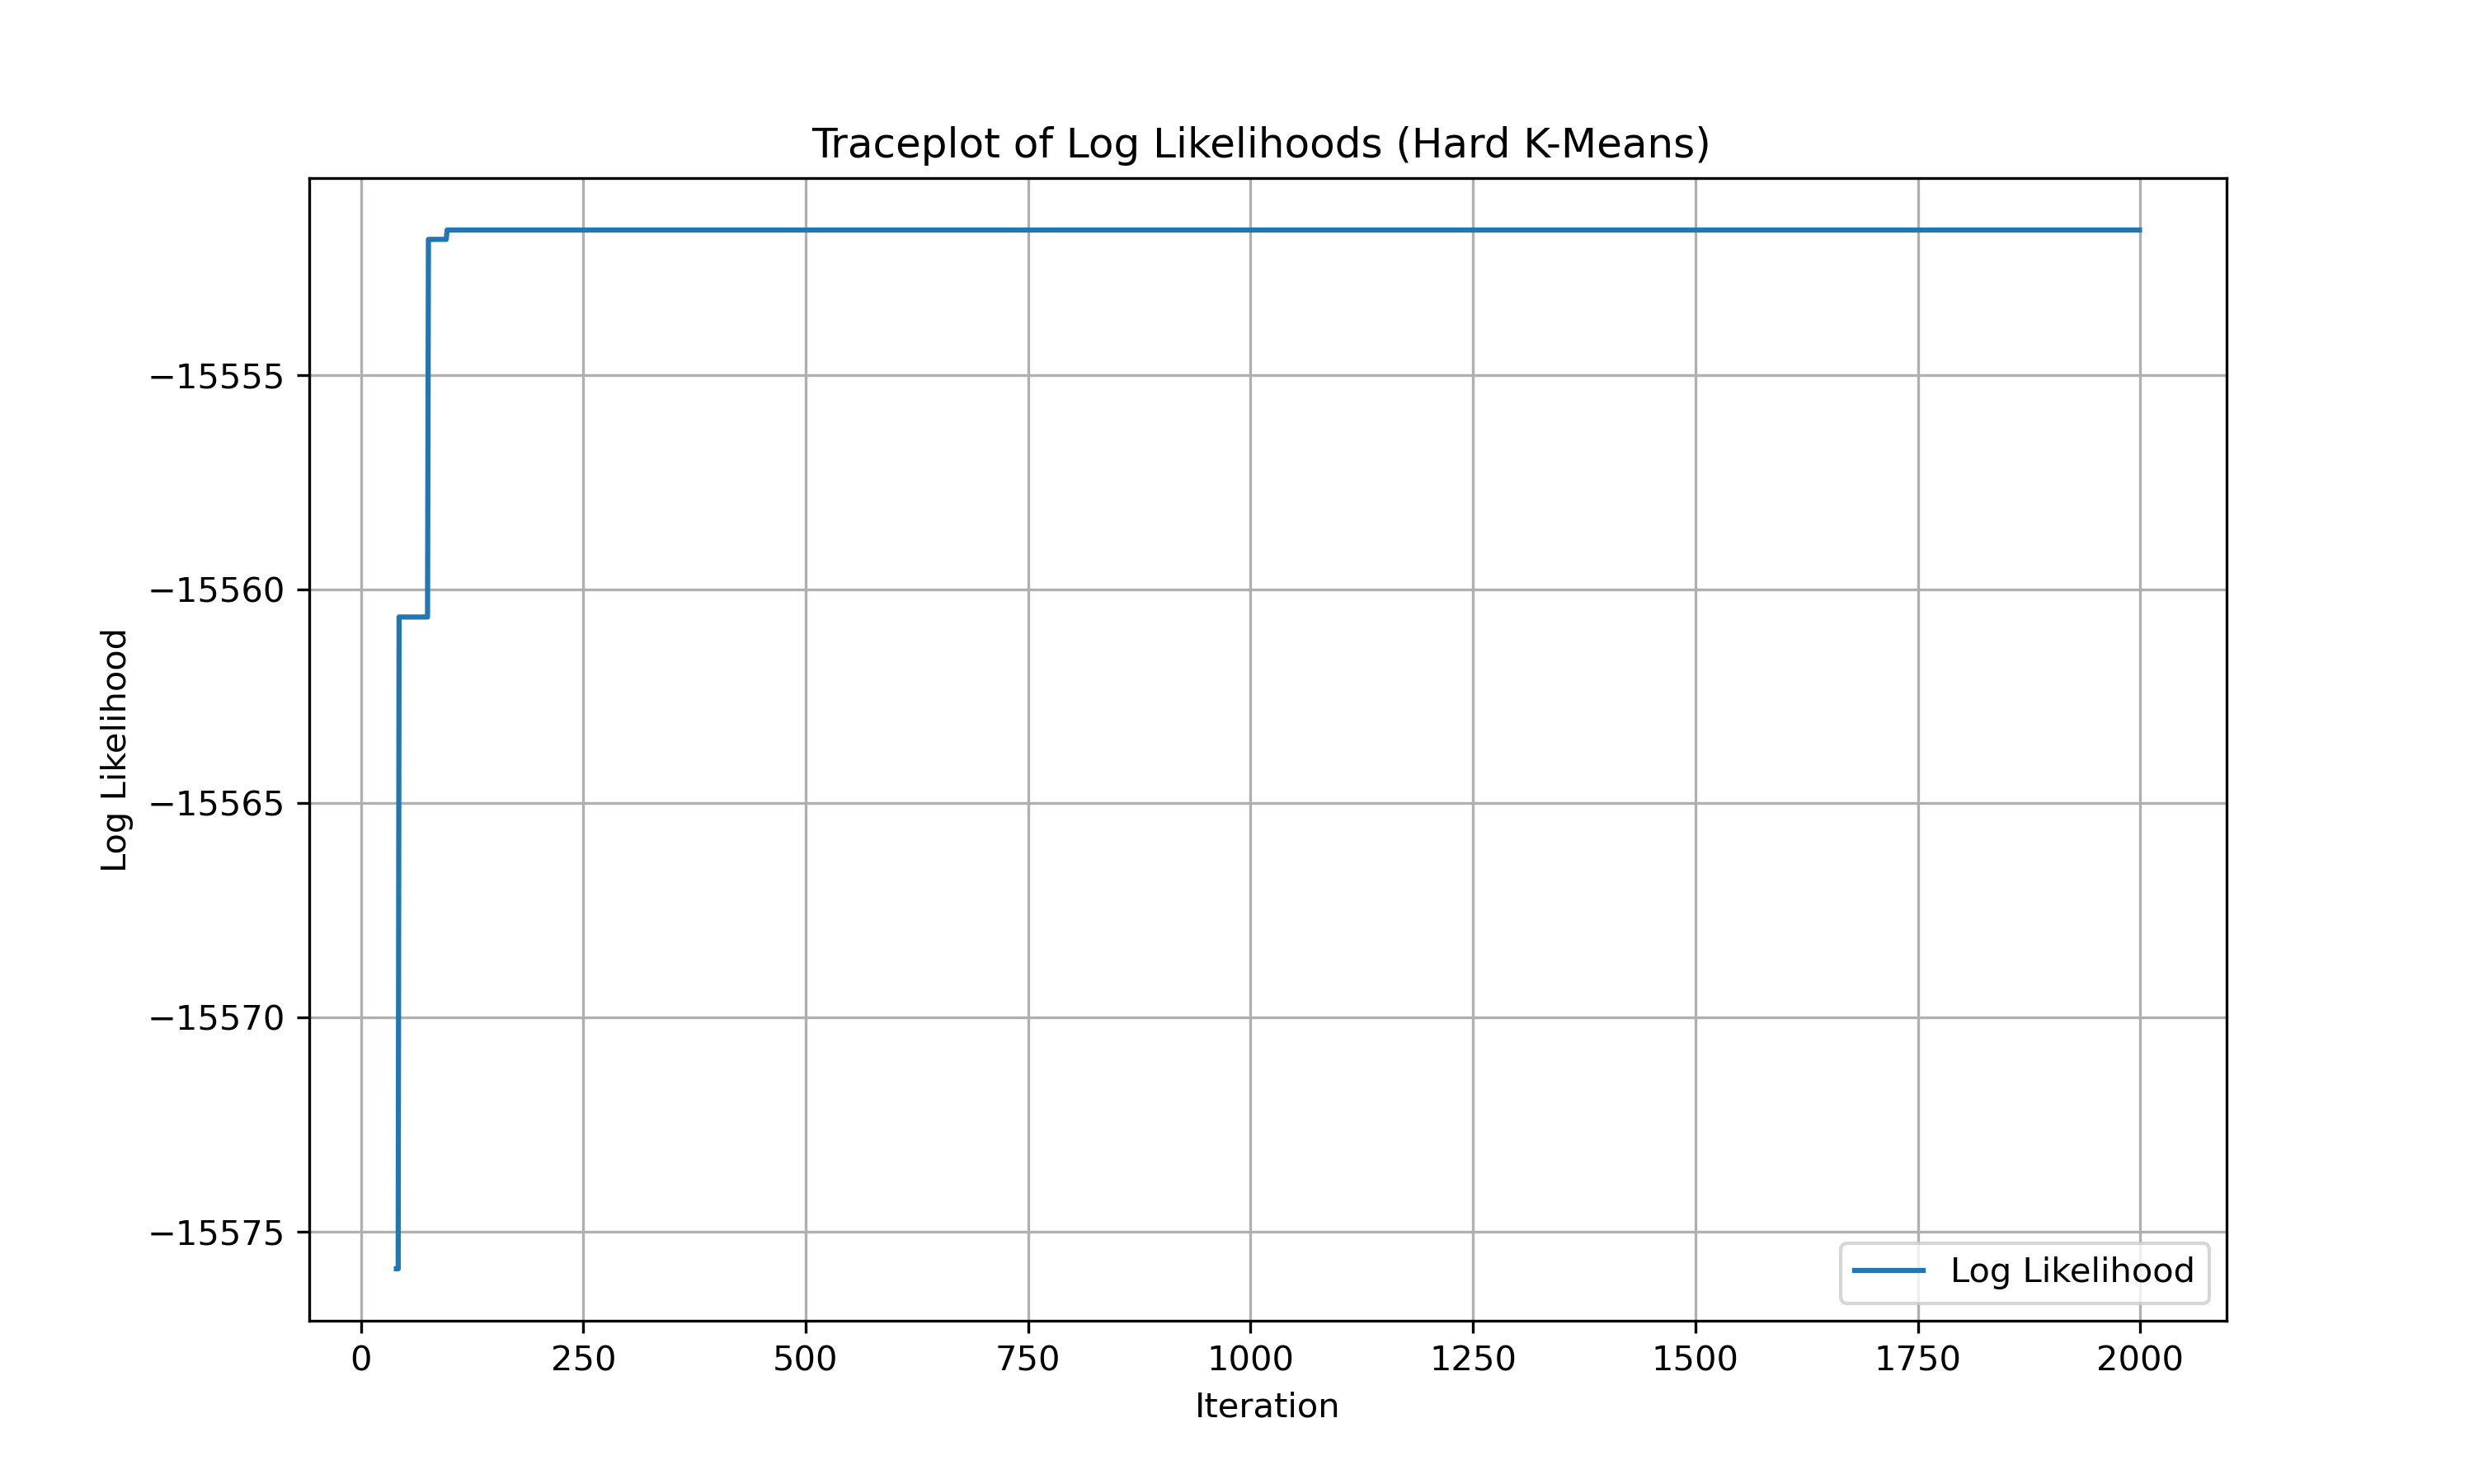 Traceplot of Log Likelihoods (Hard K-Means)
Log Likelihood
−15555
−15560
−15565
−15570
−15575
Log Likelihood
0 250 500 750 1000 1250 1500 1750 2000
Iteration